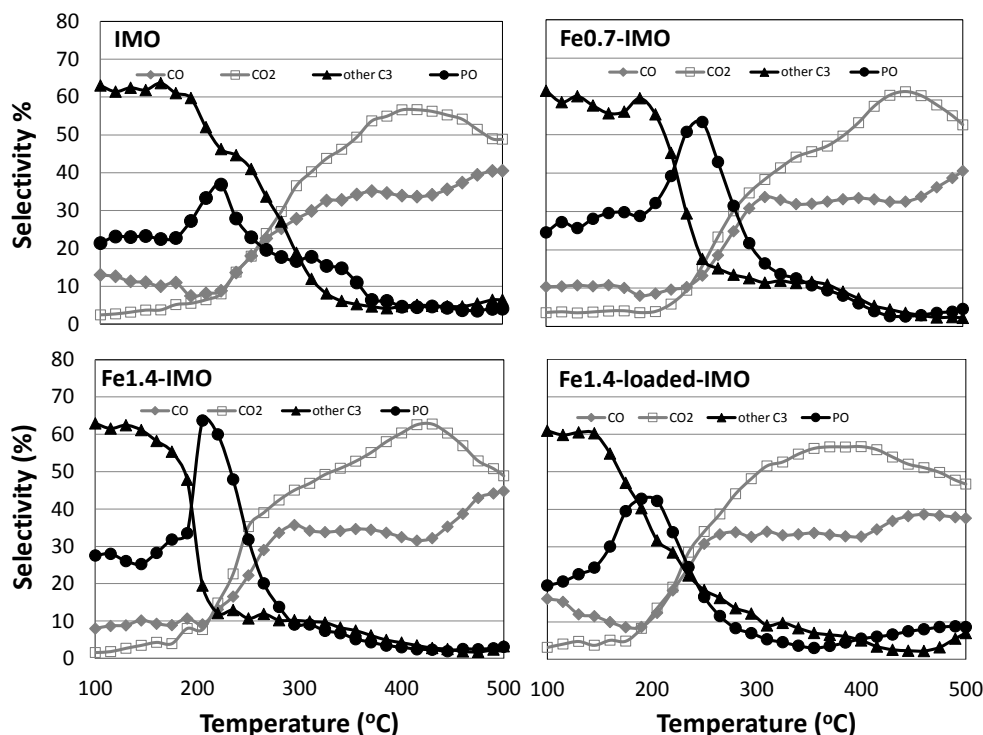 IMO
CO CO2 other C3 PO
Selectivity %
80
70
60
50
40
30
20
10
0
Fe0.7-IMO
CO CO2 other C3 PO
Fe1.4-IMO
CO CO2 other C3 PO
Selectivity (%)
80
70
60
50
40
30
20
10
0
100 200 300 400 500
Temperature (°C)
Fe1.4-loaded-IMO
CO CO2 other C3 PO
100 200 300 400 500
Temperature (°C)